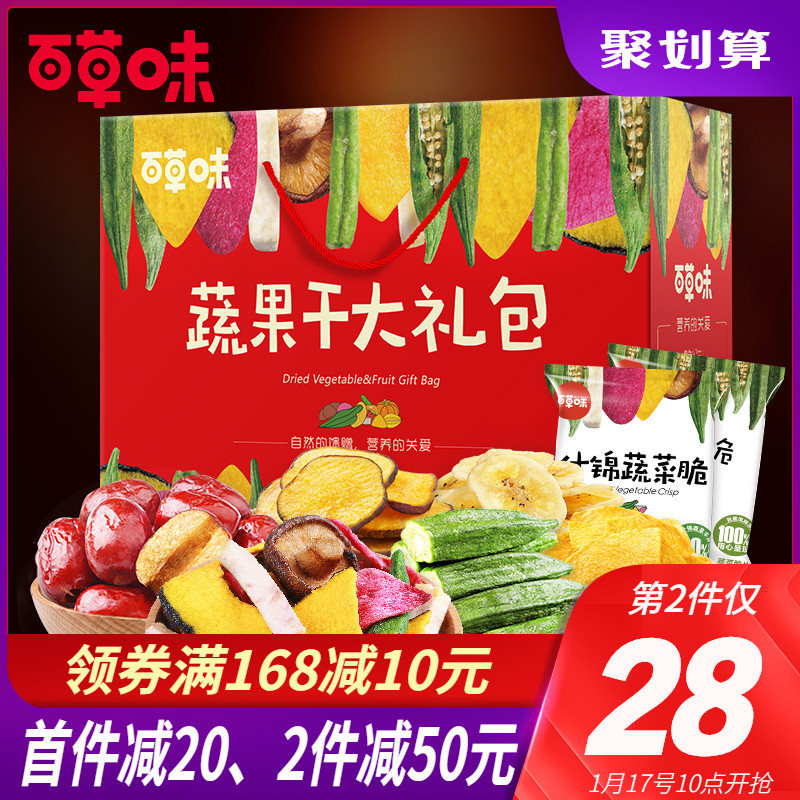 百草味
聚划算
百草味
蔬果干大礼包
Dried Vegetable&Fruit Gift Bag
自然的馈赠，营养的关爱
百草味
营养的关爱
百草味
什锦蔬菜脆
Vegetable Crisp
脆
100%
第2件仅
28
1月17号10点开抢
领券满168减10元
首件减20、2件减50元